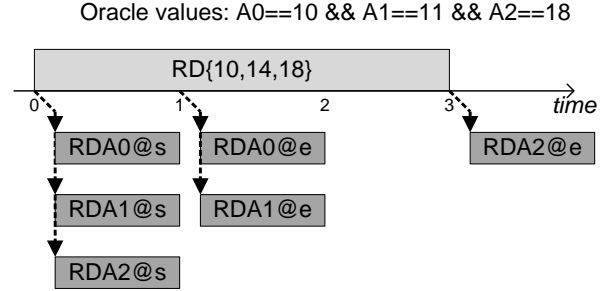 Oracle values: A0==10 && A1==11 && A2==18
RD{10,14,18}
0 1 2 3 time
RDA0@s RDA0@e RDA2@e
RDA1@s RDA1@e
RDA2@s